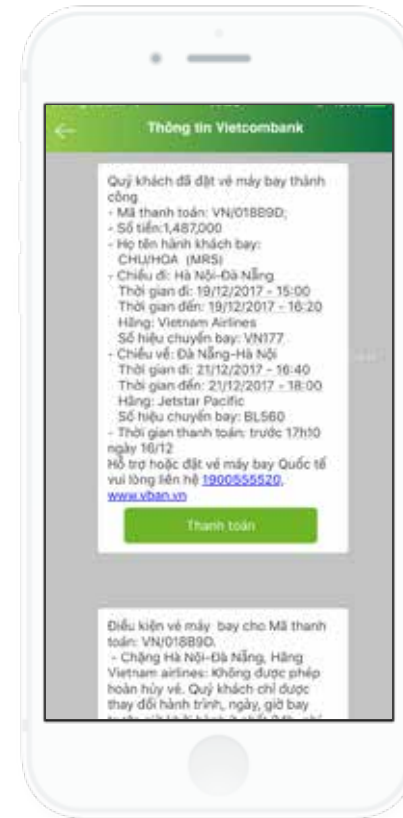 Thông tin Vietcombank
Quý khách đã đặt vé máy bay thành
công
- Mã thanh toán: VN/018B9D;
- Số tiền:1,487,000
- Họ tên hành khách bay:
CHU/HOA (MRS)
- Chiều đi: Hà Nội-Đà Nẵng
Thời gian đi: 19/12/2017 - 15:00
Thời gian đến: 19/12/2017 - 16:20
Hãng: Vietnam Airlines
Số hiệu chuyến bay: VN177
- Chiều về: Đà Nẵng-Hà Nội
Thời gian đi: 21/12/2017 - 16:40
Thời gian đến: 21/12/2017 - 18:00
Hãng: Jetstar Pacific
Số hiệu chuyến bay: BL560
- Thời gian thanh toán: trước 17h10
ngày 16/12
Hỗ trợ hoặc đặt vé máy bay Quốc tế
vui lòng liên hệ 1900555520,
www.vban.vn
Thanh toán
Điều kiện vé máy bay cho Mã thanh
toán: VN/018B9D.
- Chặng Hà Nội-Đà Nẵng, Hãng
Vietnam airlines: Không được phép
hoàn hủy vé. Quý khách chỉ được
thay đổi hành trình, ngày, giờ bay